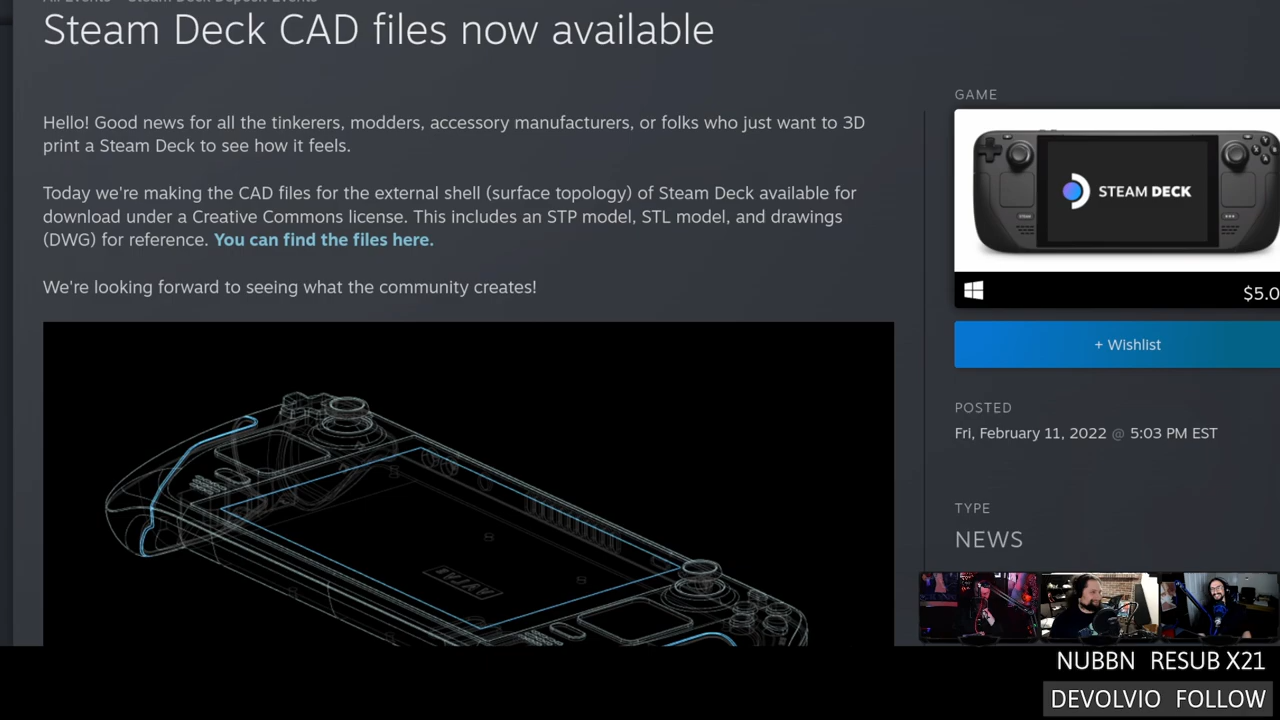 Steam Deck CAD files now available
Hello! Good news for all the tinkerers, modders, accessory manufacturers, or folks who just want to 3D
print a Steam Deck to see how it feels.
Today we're making the CAD files for the external shell (surface topology) of Steam Deck available for
download under a Creative Commons license. This includes an STP model, STL model, and drawings
(DWG) for reference. You can find the files here.
We're looking forward to seeing what the community creates!
GAME
STEAM DECK
$5.0
+ Wishlist
POSTED
Fri, February 11, 2022 @ 5:03 PM EST
TYPE
NEWS
NUBBN RESUB X21
DEVOLVIO FOLLOW